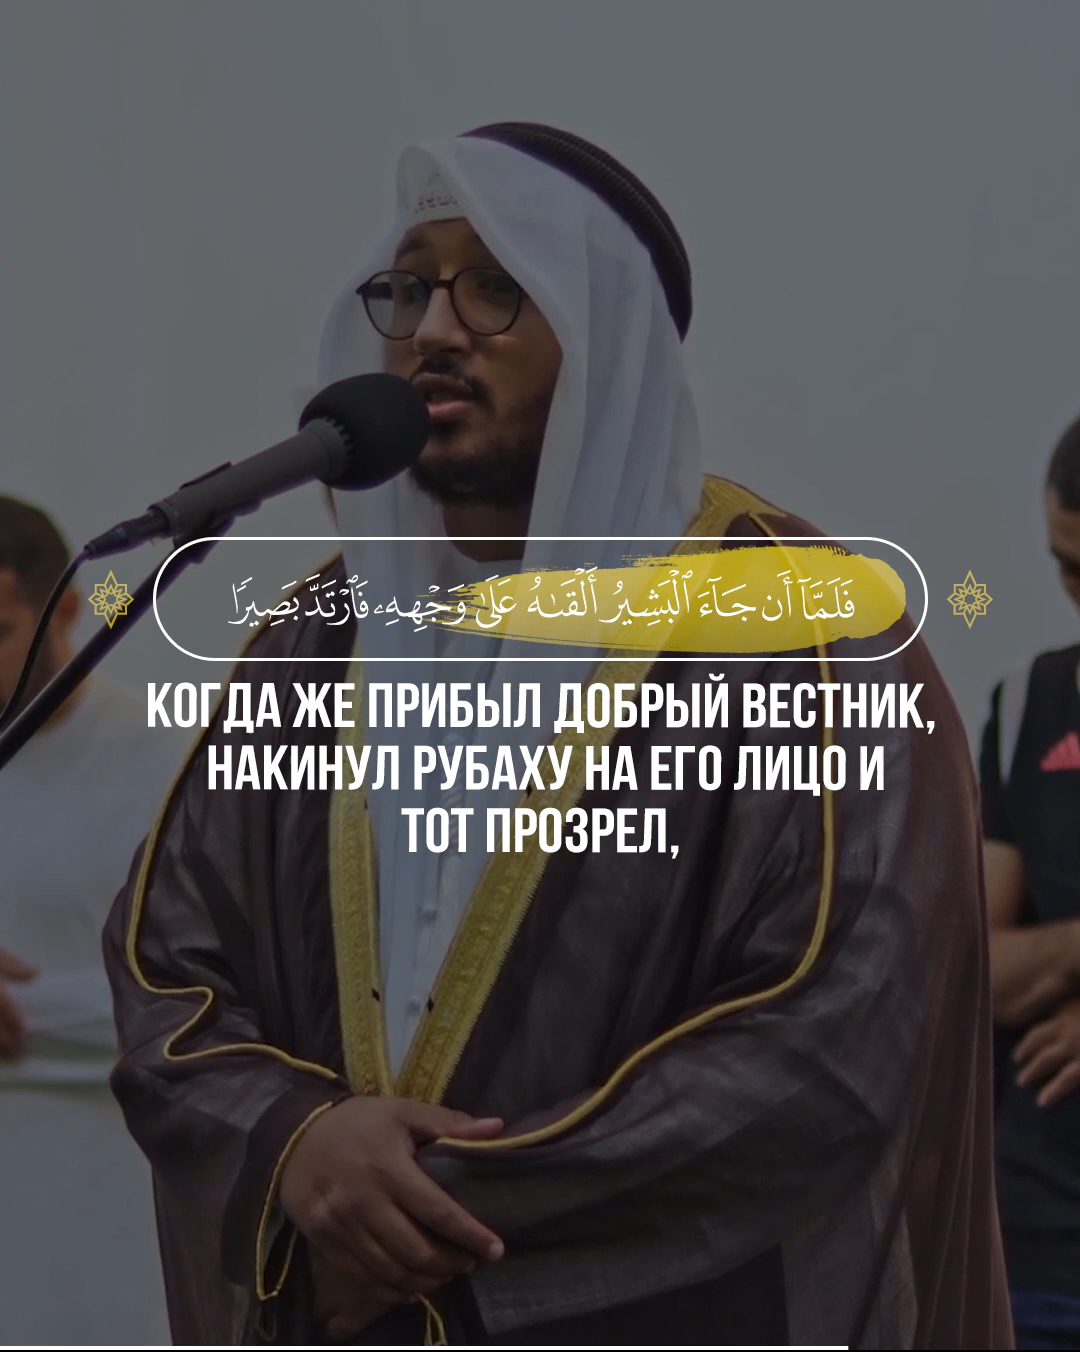 فَلَمَّآ أَن جَآءَ ٱلْبَشِيرُ أَلْقَىٰهُ عَلَىٰ وَجْهِهِۦ فَٱرْتَدَّ بَصِيرًا
КОГДА ЖЕ ПРИБЫЛ ДОБРЫЙ ВЕСТНИК,
НАКИНУЛ РУБАХУ НА ЕГО ЛИЦО И
ТОТ ПРОЗРЕЛ,